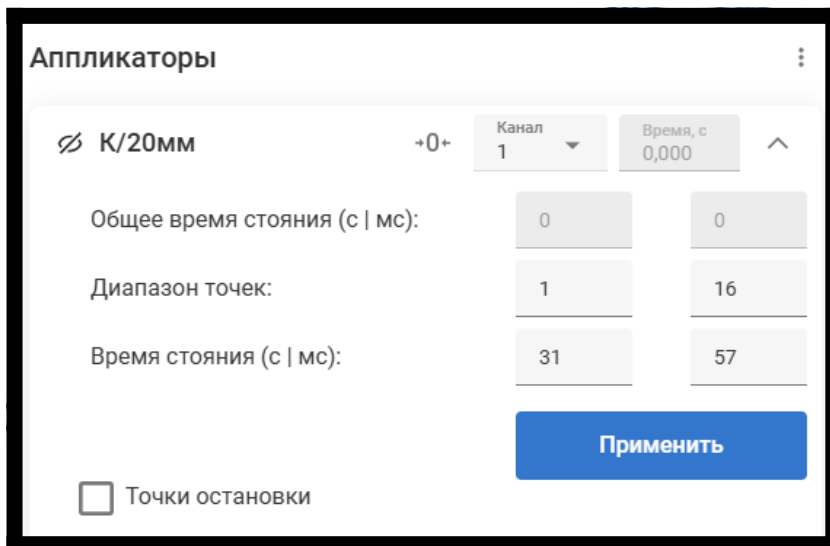 Аппликаторы
К/20мм
0
Канал
1
Время, с
0,000
Общее время стояния (с | мс): 0 0
Диапазон точек: 1 16
Время стояния (с | мс): 31 57
Применить
Точки остановки